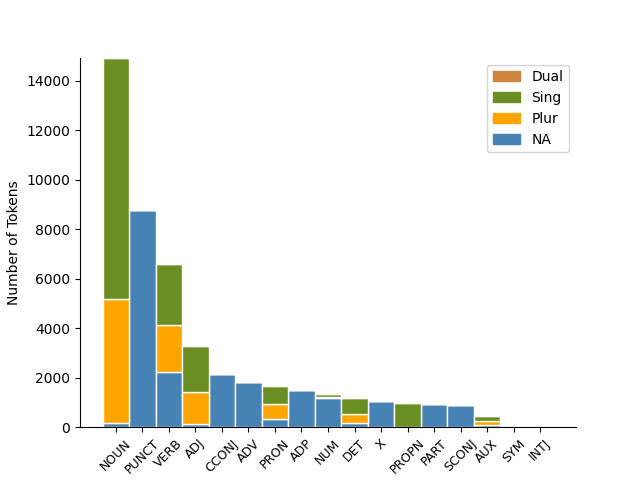 14000
12000
10000
8000
6000
4000
2000
0
Number of Tokens
Dual
Sing
Plur
NA
NOUN
PUNCT
VERB
ADJ
CCONJ
ADV
PRON
ADP
NUM
DET
X
PROPN
PART
SCONJ
AUX
SYM
INTJ